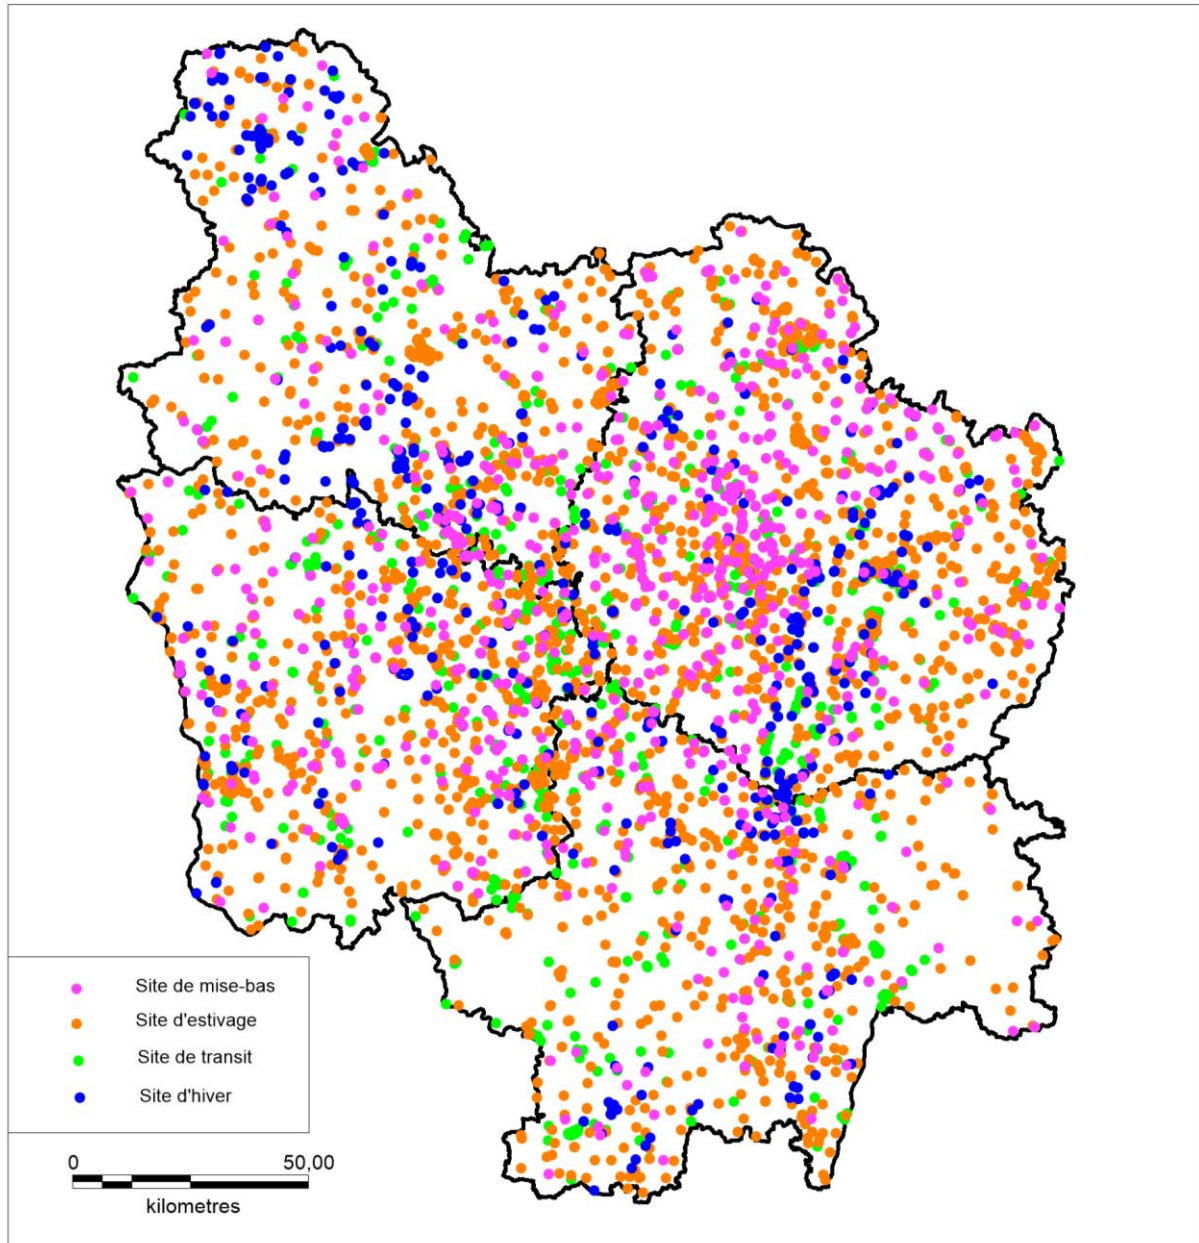 Site de mise-bas
Site d'estivage
Site de transit
Site d'hiver
0 50,00
kilometres